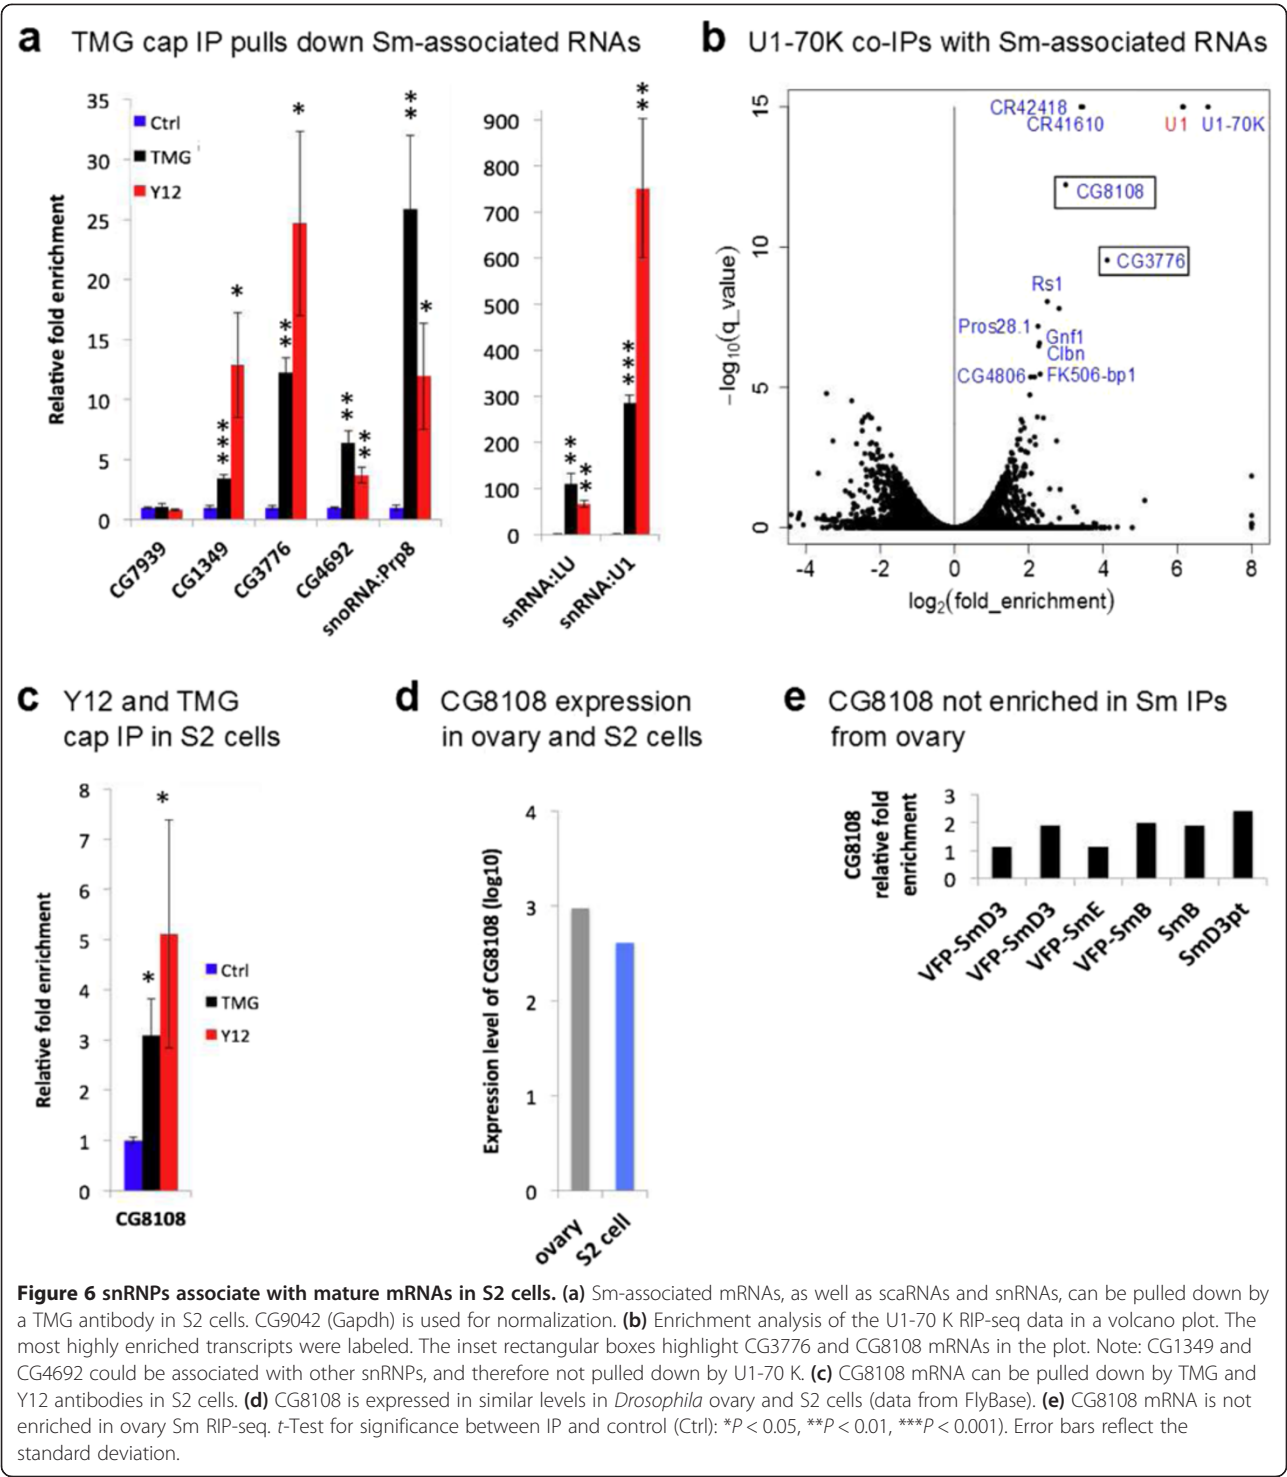 a TMG cap IP pulls down Sm-associated RNAs
Relative fold enrichment
35
30
25
20
15
10
5
0
Ctrl
TMG
Y12
*
**
***
*
**
*
**
**
CG7939
CG1349
CG3776
CG4692
snoRNA:Prp8
900
800
700
600
500
400
300
200
100
0
**
**
***
**
snRNA:LU
snRNA:U1
b U1-70K co-IPs with Sm-associated RNAs
−log10(q_value)
15
10
5
0
CR42418
CR41610
U1
U1-70K
CG8108
CG3776
Rs1
Pros28.1
Gnf1
Clbn
CG4806
FK506-bp1
-4 -2 0 2 4 6 8
log2(fold_enrichment)
c Y12 and TMG
cap IP in S2 cells
Relative fold enrichment
8
7
6
5
4
3
2
1
0
*
*
Ctrl
TMG
Y12
CG8108
d CG8108 expression
in ovary and S2 cells
Expression level of CG8108 (log10)
4
3
2
1
0
ovary
S2 cell
e CG8108 not enriched in Sm IPs
from ovary
CG8108
relative fold
enrichment
3
2
1
0
VFP-SmD3
VFP-SmD3
VFP-SmE
VFP-SmB
SmB
SmD3pt
Figure 6 snRNPs associate with mature mRNAs in S2 cells. (a) Sm-associated mRNAs, as well as scaRNAs and snRNAs, can be pulled down by
a TMG antibody in S2 cells. CG9042 (Gapdh) is used for normalization. (b) Enrichment analysis of the U1-70 K RIP-seq data in a volcano plot. The
most highly enriched transcripts were labeled. The inset rectangular boxes highlight CG3776 and CG8108 mRNAs in the plot. Note: CG1349 and
CG4692 could be associated with other snRNPs, and therefore not pulled down by U1-70 K. (c) CG8108 mRNA can be pulled down by TMG and
Y12 antibodies in S2 cells. (d) CG8108 is expressed in similar levels in Drosophila ovary and S2 cells (data from FlyBase). (e) CG8108 mRNA is not
enriched in ovary Sm RIP-seq. t-Test for significance between IP and control (Ctrl): *P < 0.05, **P < 0.01, ***P < 0.001). Error bars reflect the
standard deviation.